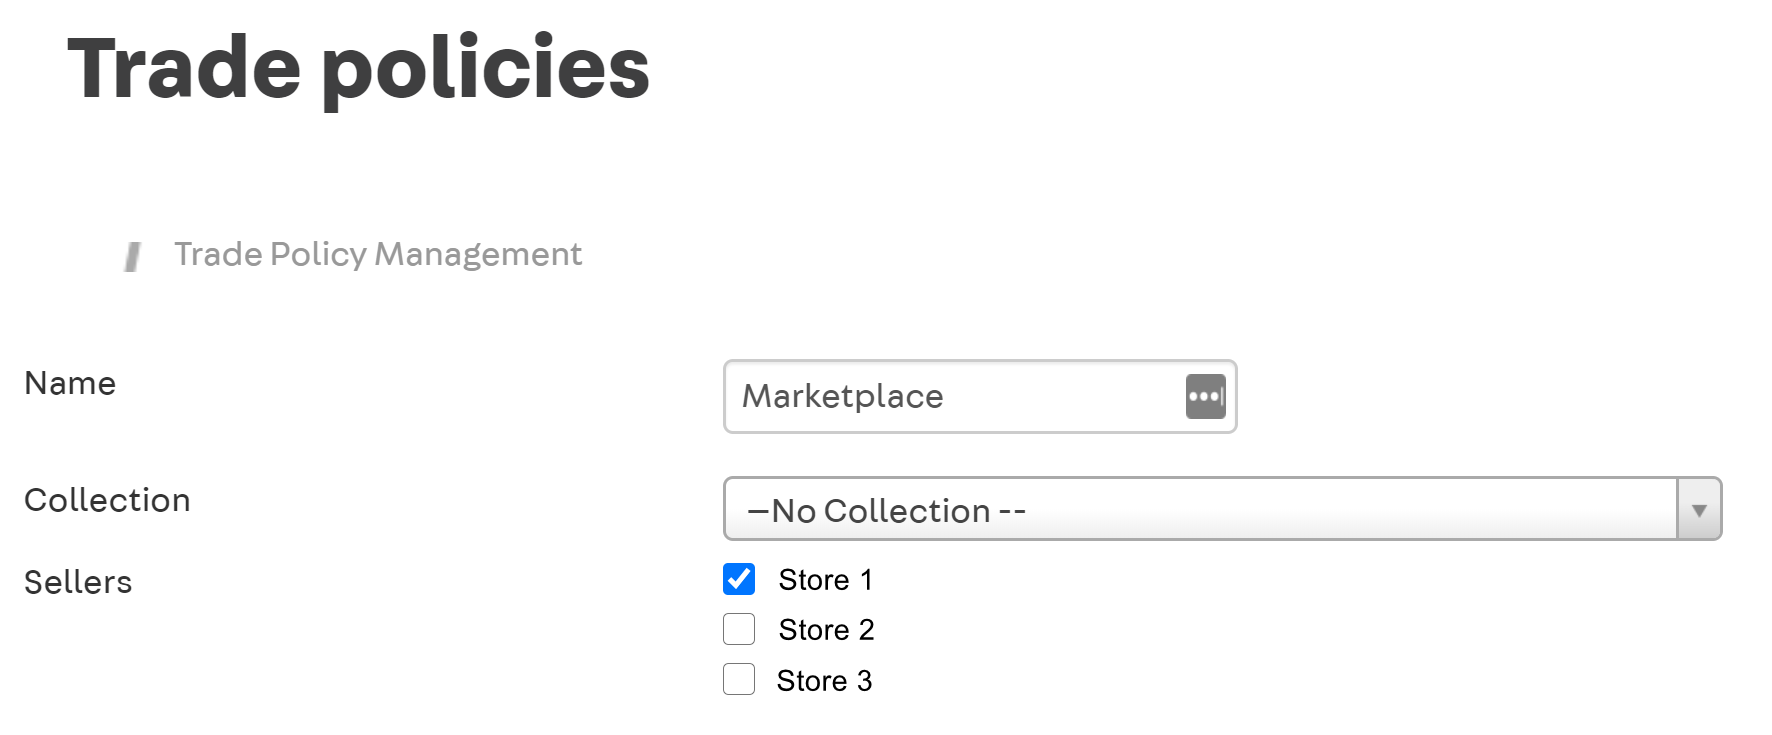 Trade policies
Trade Policy Management
Name
Marketplace
Collection
–No Collection --
Sellers
Store 1
Store 2
Store 3